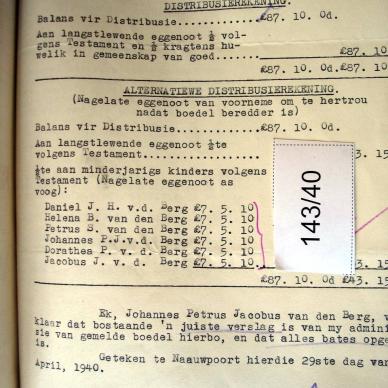 DISTRIBUSIEREKENING.
Balans vir Distribusie................£87. 10. 0d.
Aan langstlewende eggenoot ½ vol-
gens Testament en ½ kragtens hu-
welik in gemeenskap van goed...... £87. 10.
£87. 10. 0d.£87. 10.
ALTERNATIEWE DISTRIBUSIEREKENING.
(Nagelate eggenoot van voorneme om te hertrou
nadat boedel beredder is)
Balans vir Distribusie...............£87. 10. 0d.
Aan langstlewende eggenoot ½te
volgens Testament................ 3. 15.
½te aan minderjarige kinders volgens
Testament (Nagelate eggenoot as
voog):
Daniel J. H. v.d. Berg £7. 5. 10
Helena B. van den Berg £7. 5. 10
Petrus S. v.d. Berg £7. 5. 10
Johannes P.J.v.d. Berg £7. 5. 10
Dorathea P. v. d. Berg £7. 5. 10
Jacobus J. v. d. Berg £7. 5. 10 3. 15.
£87. 10. 0d £43. 15
143/40
Ek, Johannes Petrus Jacobus van den Berg, v
klaar dat bostaande 'n juiste verslag is van my admini
sie van gemelde boedel hierbo, en dat alles bates opge
is.
Geteken te Naauwpoort hierdie 29ste dag van
April, 1940.